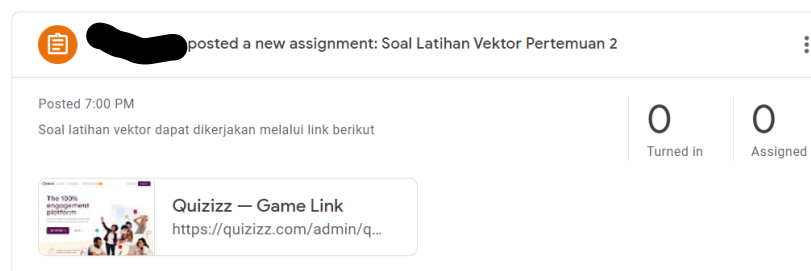 posted a new assignment: Soal Latihan Vektor Pertemuan 2
Posted 7:00 PM
Soal latihan vektor dapat dikerjakan melalui link berikut
0
Turned in
0
Assigned
The 100%
engagement
platform
Quizizz — Game Link
https://quizizz.com/admin/q...